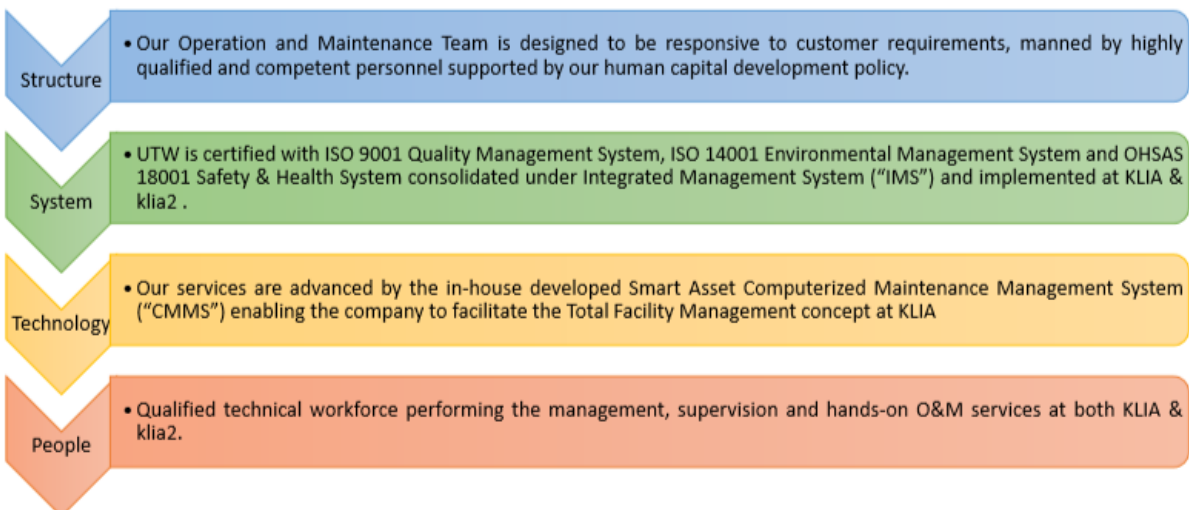 Structure
• Our Operation and Maintenance Team is designed to be responsive to customer requirements, manned by highly
qualified and competent personnel supported by our human capital development policy.
System
• UTW is certified with ISO 9001 Quality Management System, ISO 14001 Environmental Management System and OHSAS
18001 Safety & Health System consolidated under Integrated Management System (“IMS”) and implemented at KLIA &
klia2 .
Technology
• Our services are advanced by the in-house developed Smart Asset Computerized Maintenance Management System
(“CMMS”) enabling the company to facilitate the Total Facility Management concept at KLIA
People
• Qualified technical workforce performing the management, supervision and hands-on O&M services at both KLIA &
klia2.